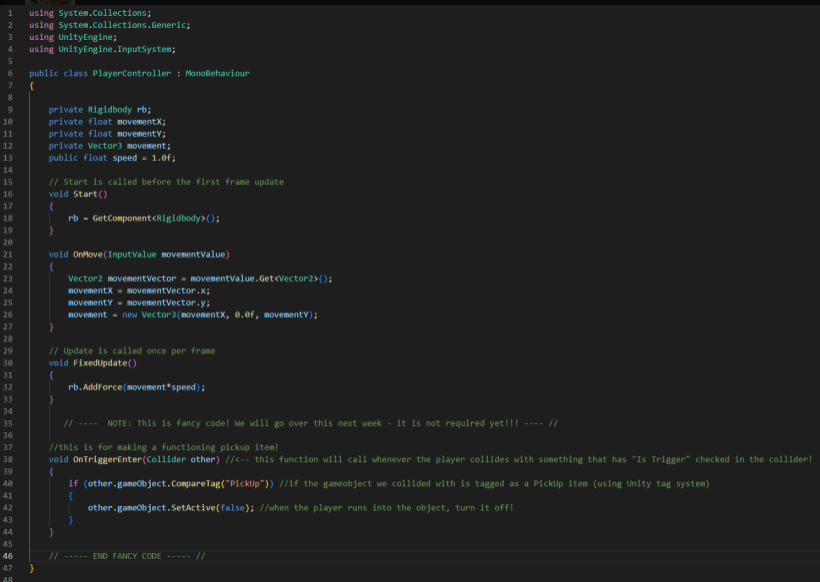 1 using System.Collections;
2 using System.Collections.Generic;
3 using UnityEngine;
4 using UnityEngine.InputSystem;
5
6 public class PlayerController : MonoBehaviour
7 {
8
9 private Rigidbody rb;
10 private float movementX;
11 private float movementY;
12 private Vector3 movement;
13 public float speed = 1.0f;
14
15 // Start is called before the first frame update
16 void Start()
17 {
18 rb = GetComponent<Rigidbody>();
19 }
20
21 void OnMove(InputValue movementValue)
22 {
23 Vector2 movementVector = movementValue.Get<Vector2>();
24 movementX = movementVector.x;
25 movementY = movementVector.y;
26 movement = new Vector3(movementX, 0.0f, movementY);
27 }
28
29 // Update is called once per frame
30 void FixedUpdate()
31 {
32 rb.AddForce(movement*speed);
33 }
34
35 // ---- NOTE: This is fancy code! We will go over this next week - it is not required yet!!! ---- //
36
37 //this is for making a functioning pickup item!
38 void OnTriggerEnter(Collider other) //<-- this function will call whenever the player collides with something that has "Is Trigger" checked in the collider!
39 {
40 if (other.gameObject.CompareTag("PickUp")) //if the gameobject we collided with is tagged as a PickUp item (using Unity tag system)
41 {
42 other.gameObject.SetActive(false); //when the player runs into the object, turn it off!
43 }
44 }
45
46 // ----- END FANCY CODE ----- //
47 }
48